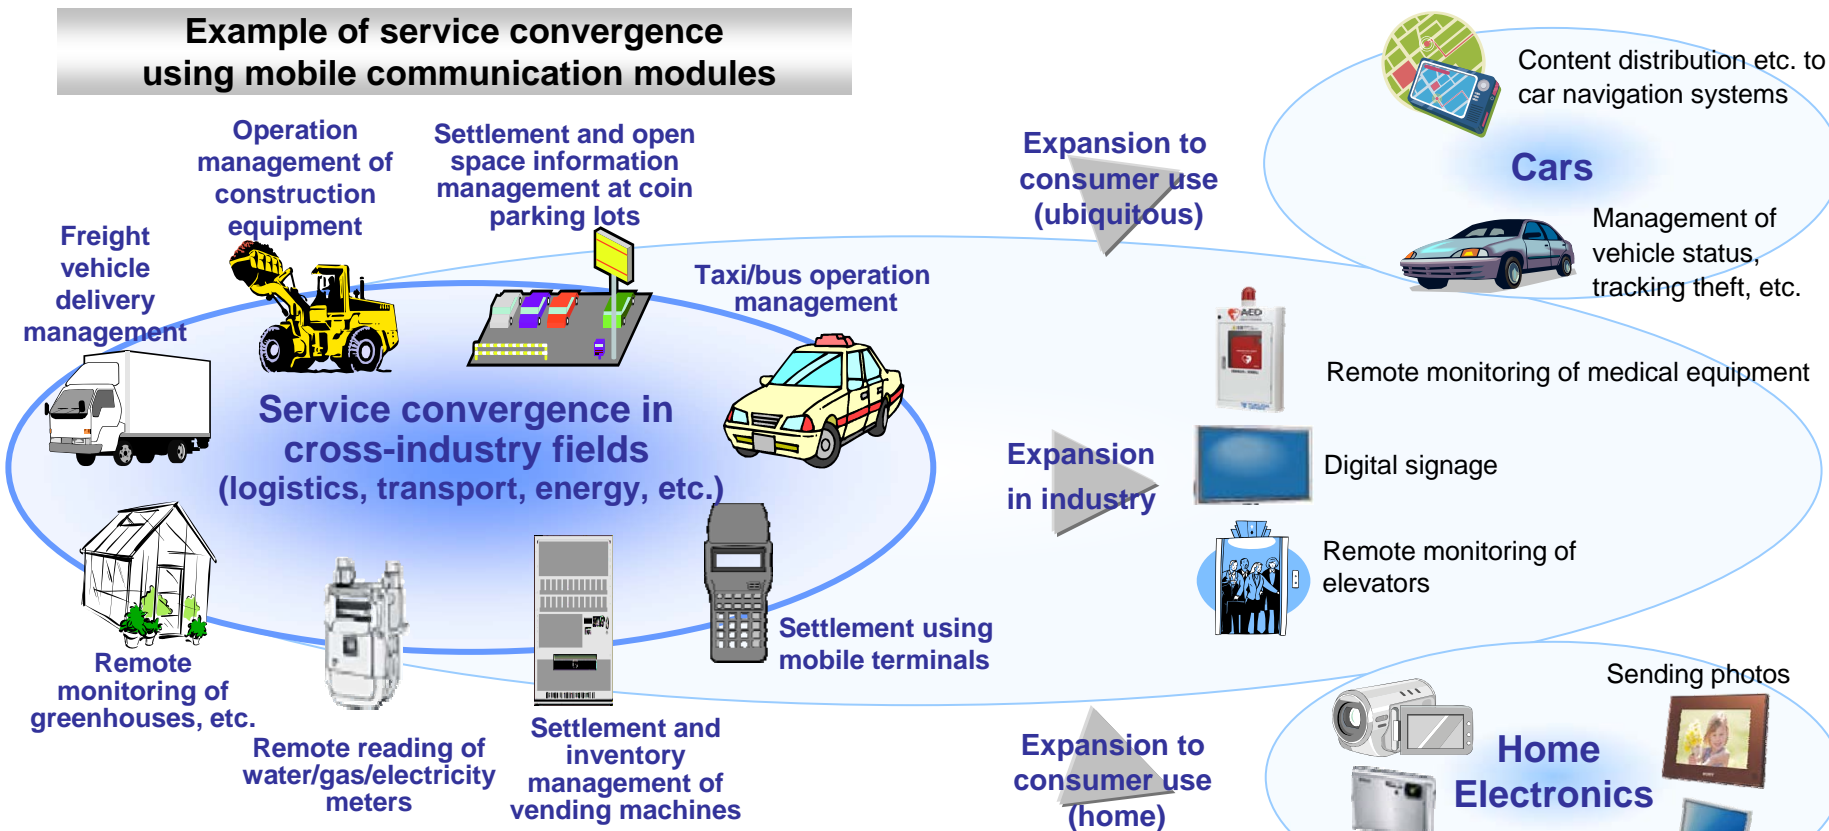 Example of service convergence
using mobile communication modules
Operation
management of
construction
equipment
Settlement and open
space information
management at coin
parking lots
Freight
vehicle
delivery
management
Taxi/bus operation
management
Service convergence in
cross-industry fields
(logistics, transport, energy, etc.)
Remote
monitoring of
greenhouses, etc.
Remote reading of
water/gas/electricity
meters
Settlement and
inventory
management of
vending machines
Settlement using
mobile terminals
Expansion to
consumer use
(ubiquitous)
Content distribution etc. to
car navigation systems
Cars
Management of
vehicle status,
tracking theft, etc.
Expansion
in industry
AED
Remote monitoring of medical equipment
Digital signage
Remote monitoring of
elevators
Expansion to
consumer use
(home)
Sending photos
Home
Electronics